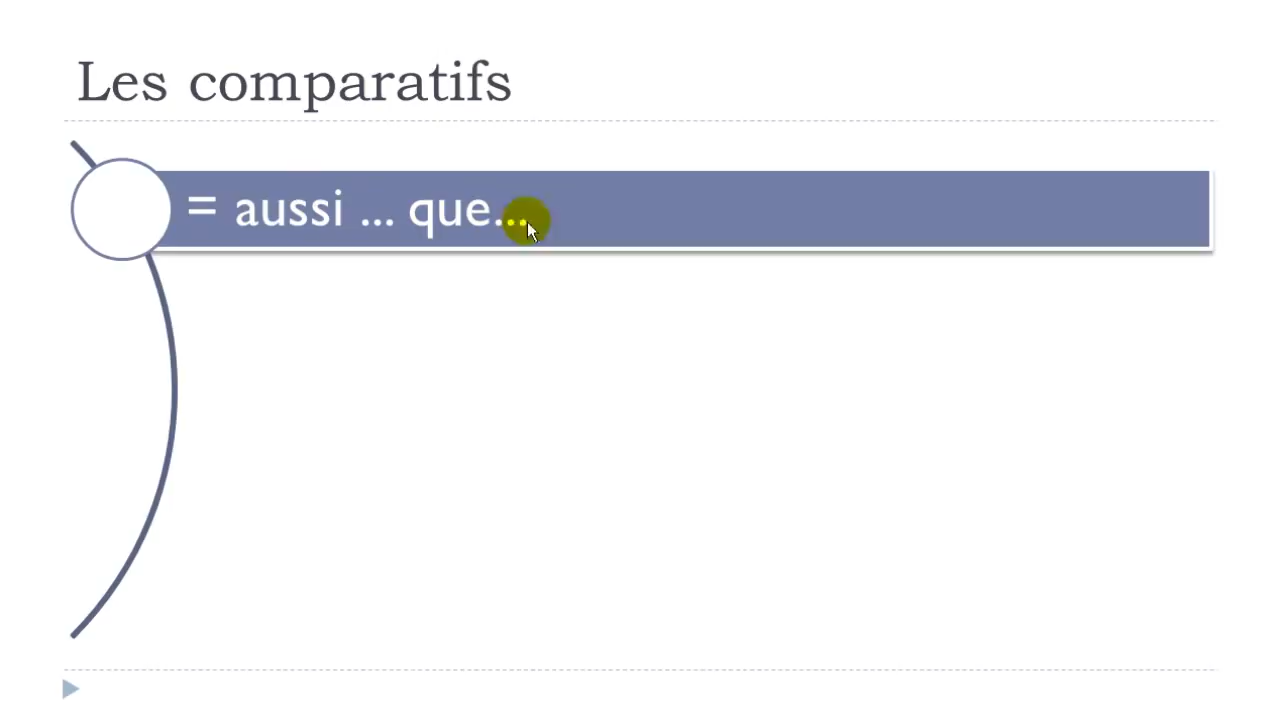 Les comparatifs
= aussi ... que...